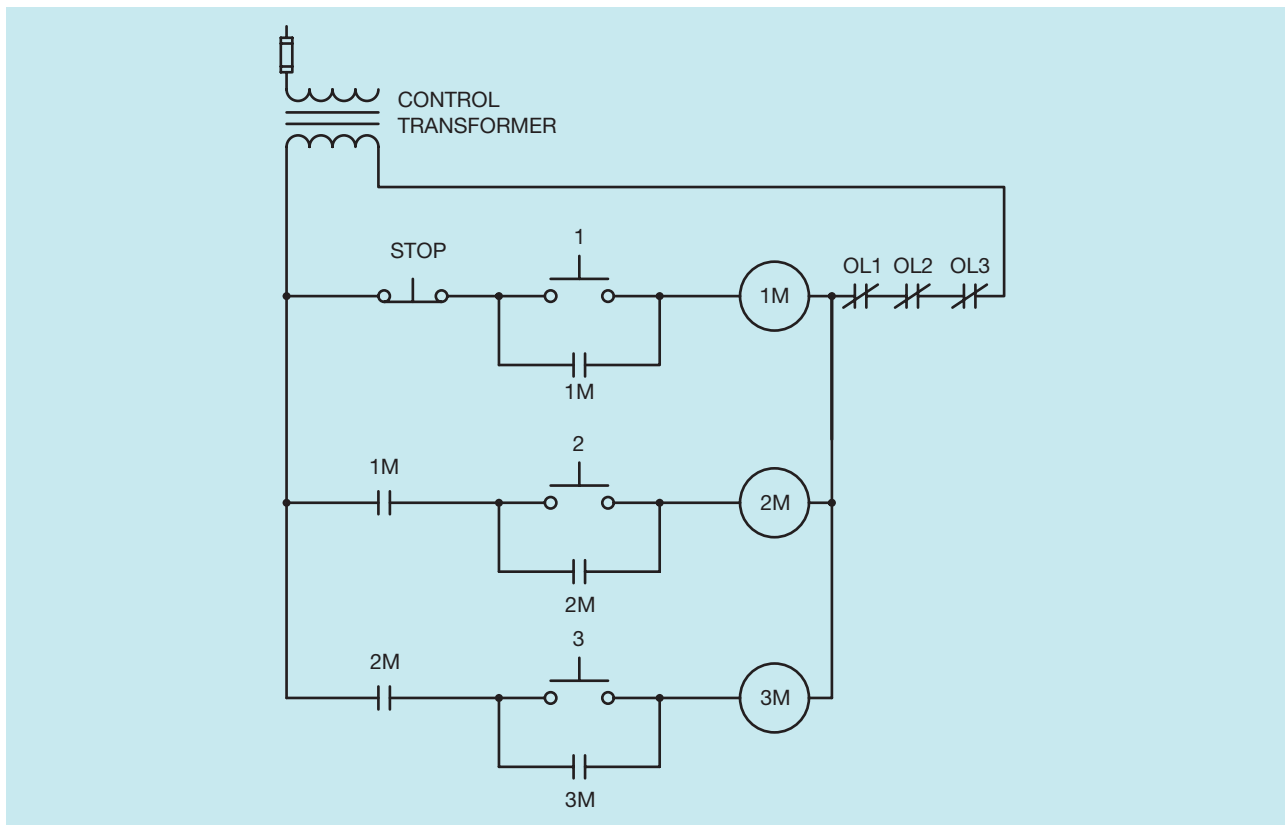 CONTROL
TRANSFORMER
STOP
1
1M
OL1 OL2 OL3
1M
1M
2
2M
2M
2M
3
3M
3M